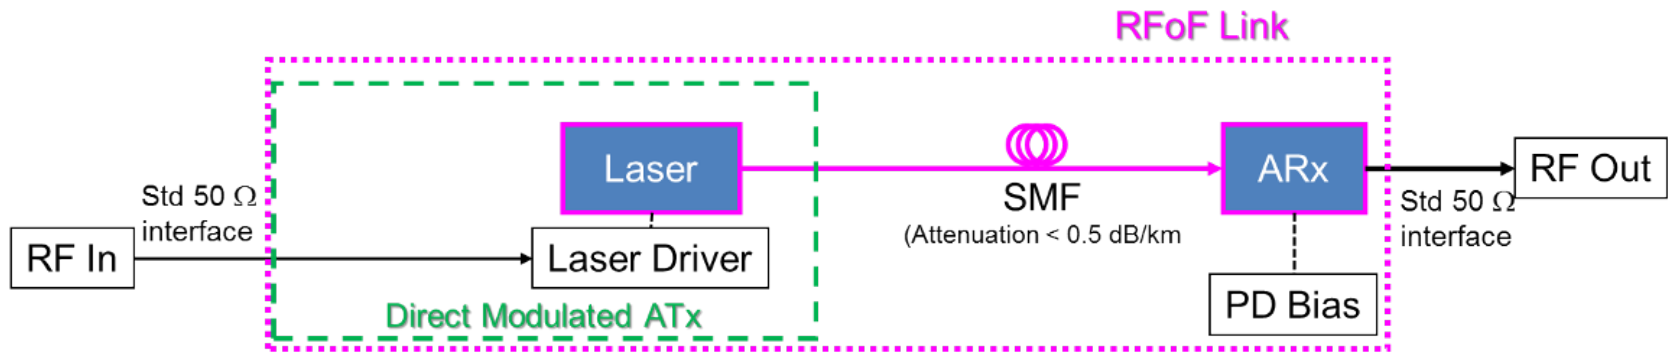 RFoF Link
Laser
ARx
RF Out
SMF
(Attenuation < 0.5 dB/km
Std 50 Ω
interface
Std 50 Ω
interface
RF In
Laser Driver
PD Bias
Direct Modulated ATx